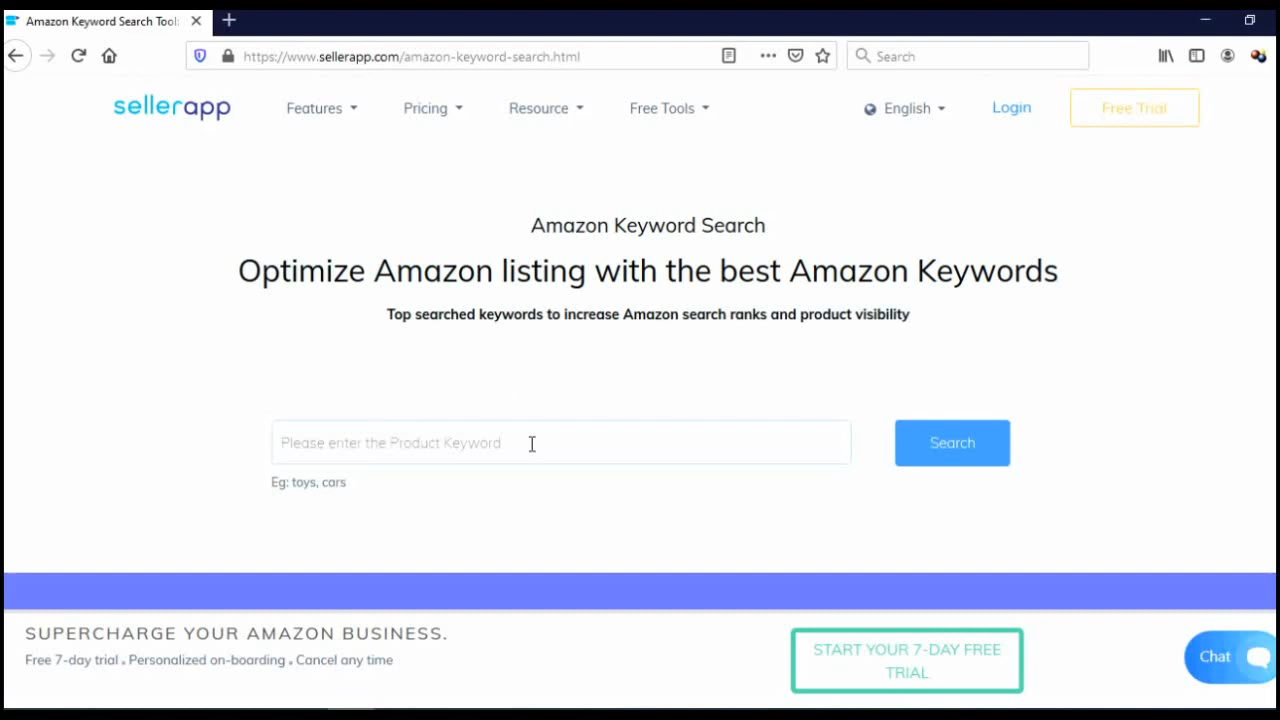 Amazon Keyword Search Tool:
https://www.sellerapp.com/amazon-keyword-search.html
Search
sellerapp
Features
Pricing
Resource
Free Tools
English
Login
Free Trial
Amazon Keyword Search
Optimize Amazon listing with the best Amazon Keywords
Top searched keywords to increase Amazon search ranks and product visibility
Please enter the Product Keyword
Search
Eg: toys, cars
SUPERCHARGE YOUR AMAZON BUSINESS.
Free 7-day trial . Personalized on-boarding . Cancel any time
START YOUR 7-DAY FREE
TRAIL
Chat